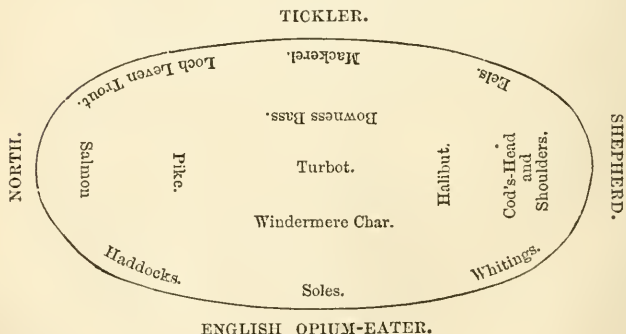 TICKLER.
Loch Leven Trout.
Mackerel.
Eels.
Bowness Bass.
NORTH.
Salmon
Pike.
Turbot.
Halibut.
Cod's-Head
and
Shoulders.
SHEPHERD.
Windermere Char.
Haddocks.
Soles.
Whitings.
ENGLISH OPIUM-EATER.